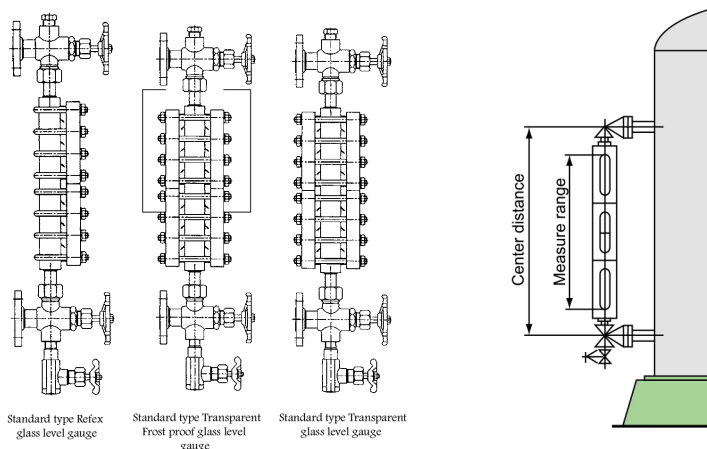 Center distance
Measure range
Standard type Refex
glass level gauge
Standard type Transparent
Frost proof glass level
gauge
Standard type Transparent
glass level gauge